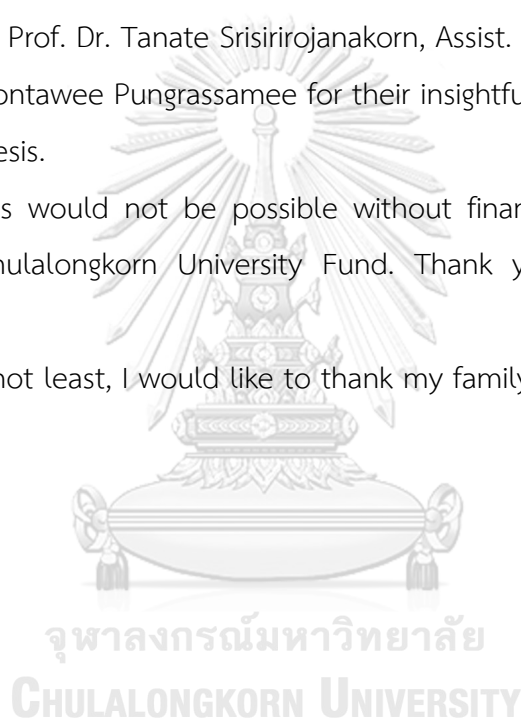 Prof. Dr. Tanate Srisirirojanakorn, Assist.
ontawee Pungrassamee for their insightfu
esis.
s would not be possible without finan
hulalongkorn University Fund. Thank y
not least, I would like to thank my family
จุฬาลงกรณ์มหาวิทยาลัย
CHULALONGKORN UNIVERSITY